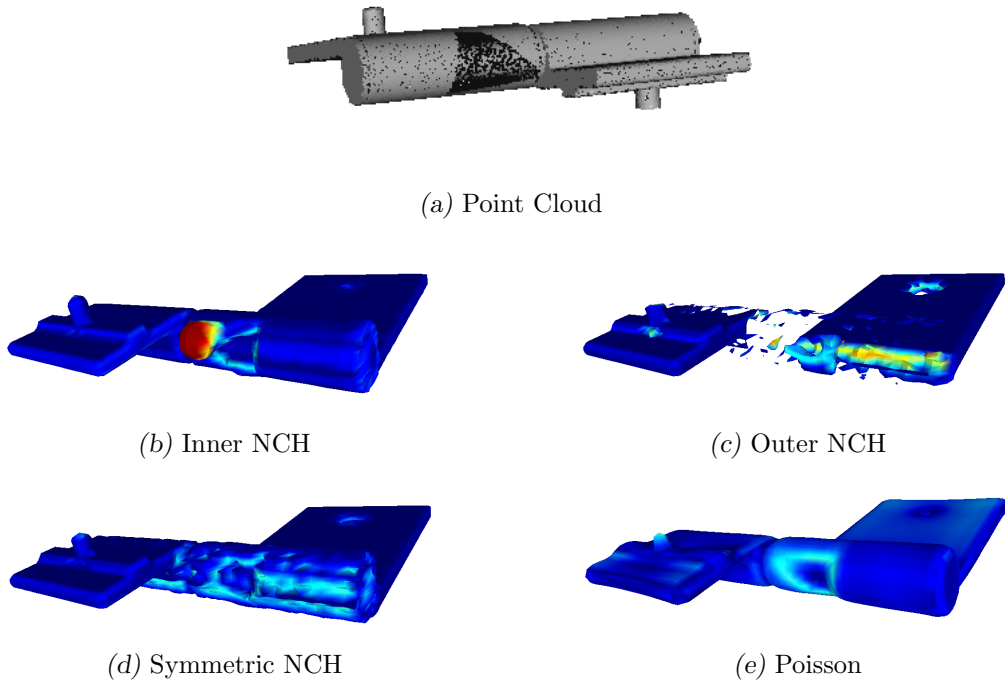 (a) Point Cloud
(b) Inner NCH
(c) Outer NCH
(d) Symmetric NCH
(e) Poisson